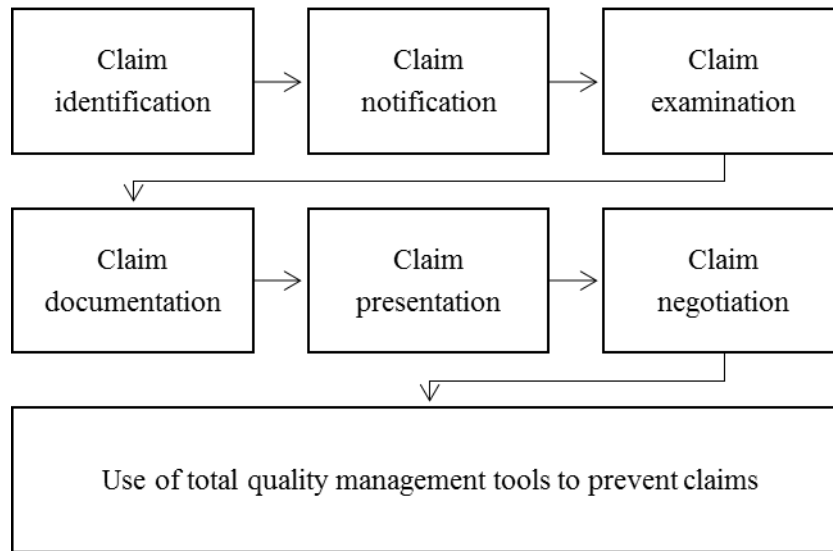 Claim
identification
Claim
notification
Claim
examination
Claim
documentation
Claim
presentation
Claim
negotiation
Use of total quality management tools to prevent claims